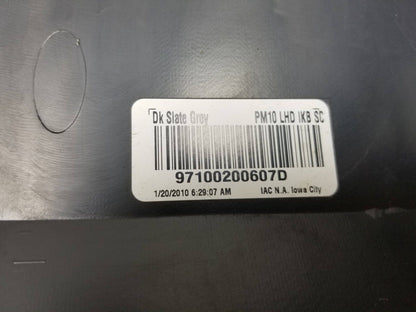 Dk Slate Grey PM10 LHD IKB SC
97100200607D
1/20/2010 6:29:07 AM IAC N.A. Iowa City